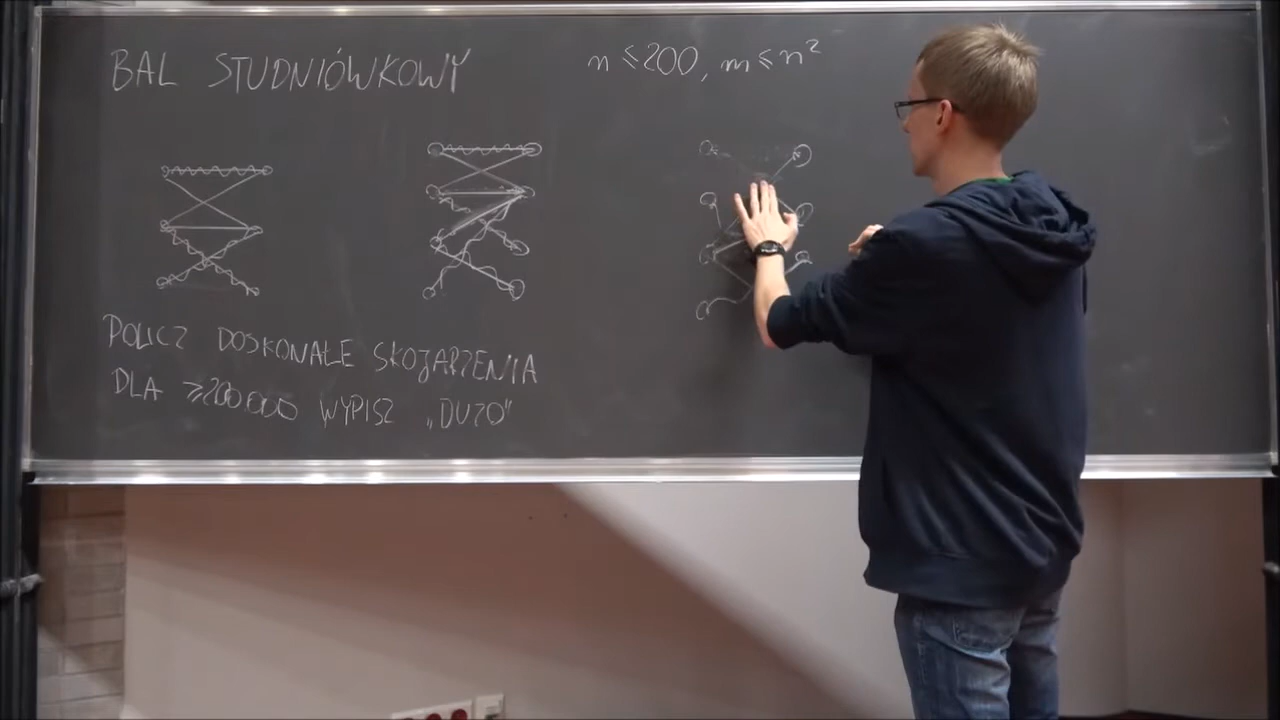 BAL STUDNIÓWKOWY
n ≤ 200, m ≤ n²
POLICZ DOSKONAŁE SKOJARZENIA
DLA ≥200.000 WYPISZ „DUŻO"